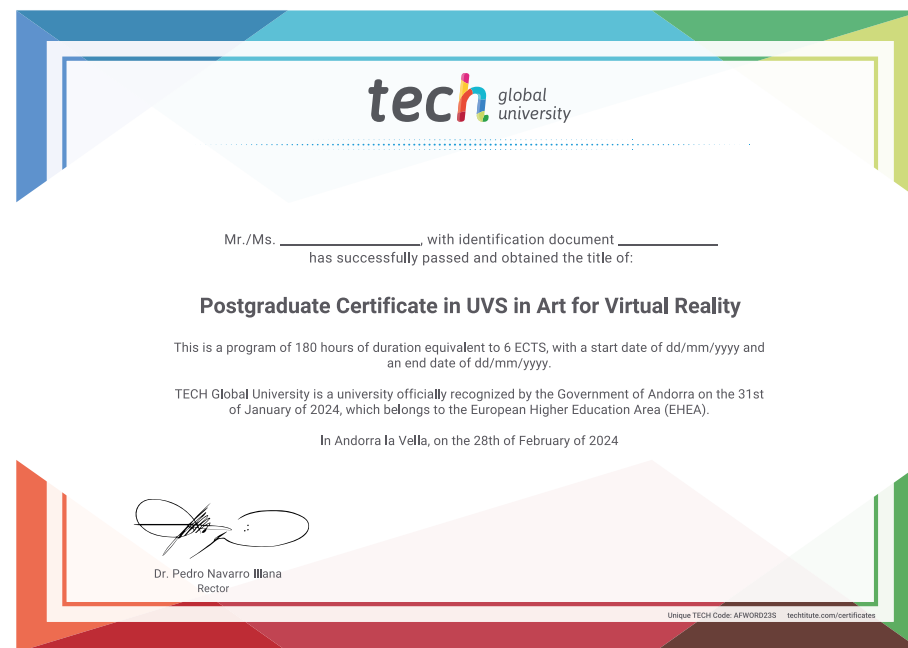 tech global university
Mr./Ms. ____________, with identification document ____________
has successfully passed and obtained the title of:
Postgraduate Certificate in UVS in Art for Virtual Reality
This is a program of 180 hours of duration equivalent to 6 ECTS, with a start date of dd/mm/yyyy and
an end date of dd/mm/yyyy.
TECH Global University is a university officially recognized by the Government of Andorra on the 31st
of January of 2024, which belongs to the European Higher Education Area (EHEA).
In Andorra la Vella, on the 28th of February of 2024
Dr. Pedro Navarro Illana
Rector
Unique TECH Code: AFWORD23S techtitute.com/certificates